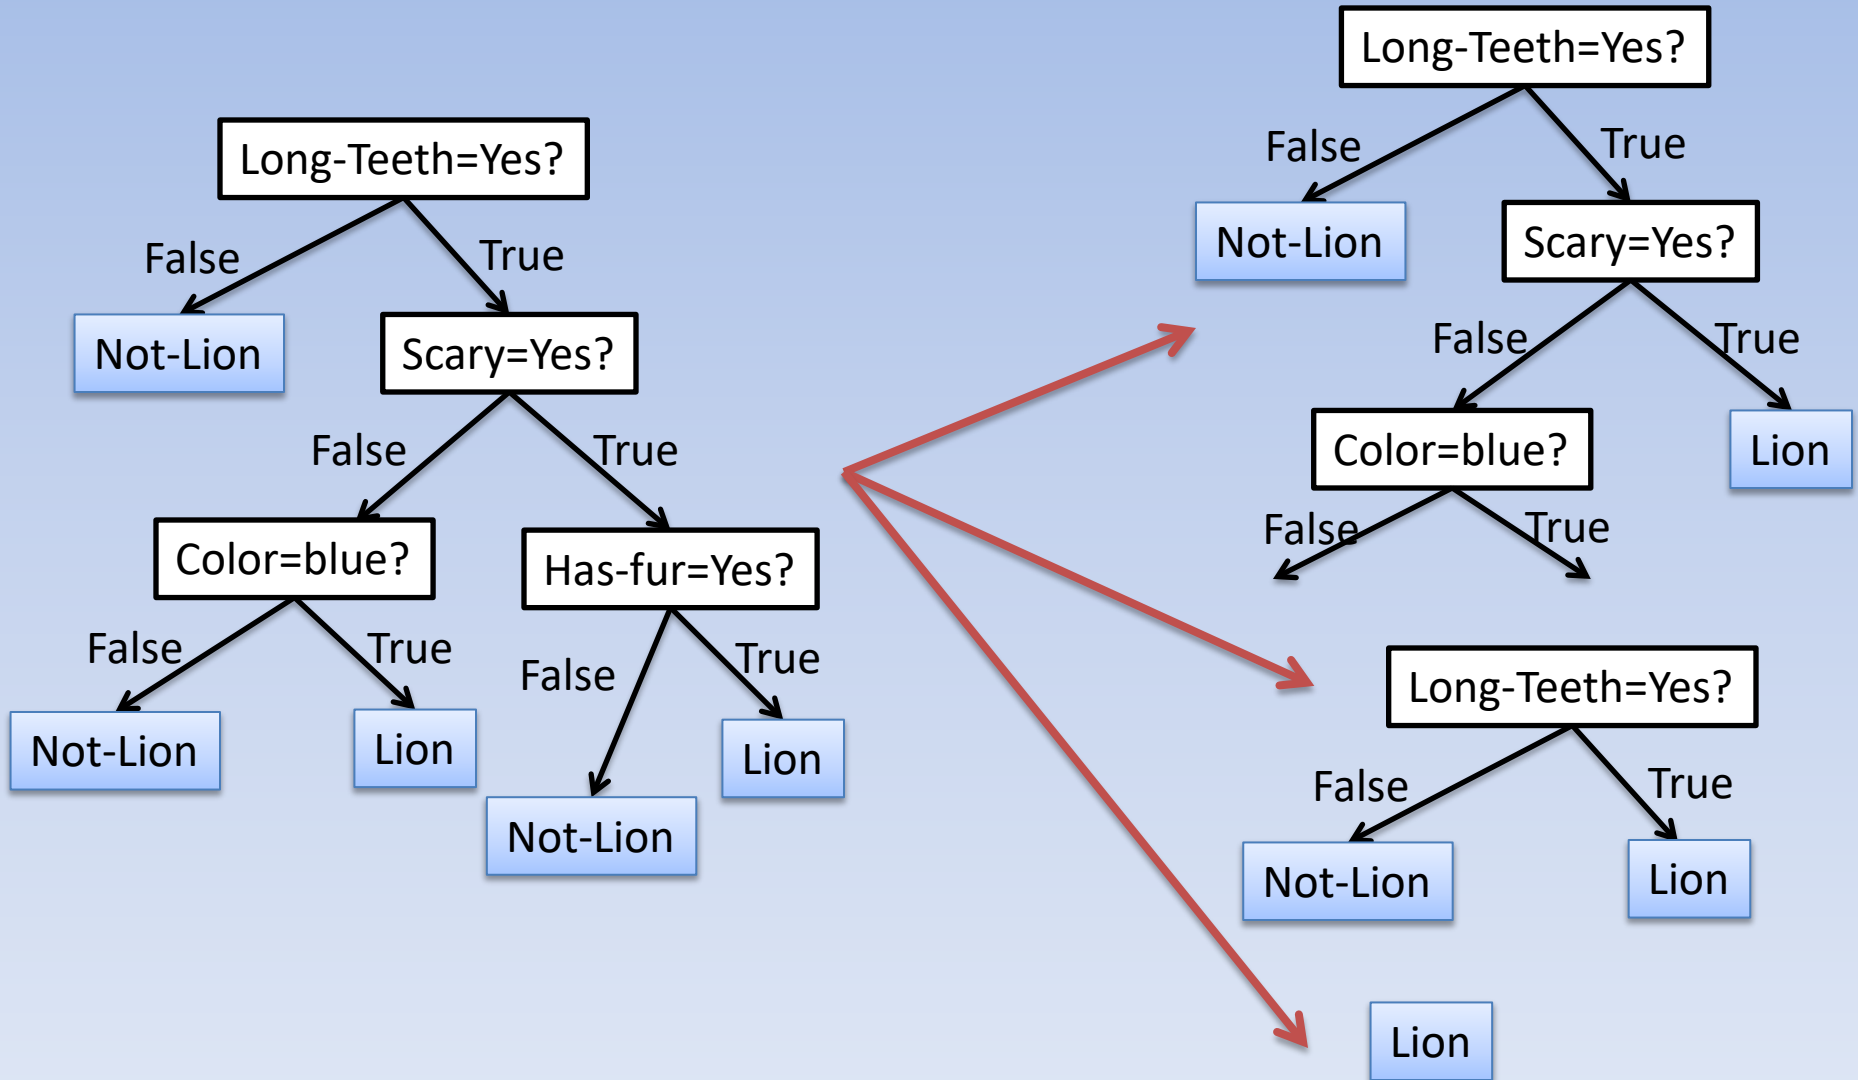 Long-Teeth=Yes?
False
True
Not-Lion
Scary=Yes?
False
True
Color=blue?
Has-fur=Yes?
False
True
False
True
Not-Lion
Lion
Not-Lion
Lion
Long-Teeth=Yes?
False
True
Not-Lion
Scary=Yes?
False
True
Color=blue?
Lion
False
True
Long-Teeth=Yes?
False
True
Not-Lion
Lion
Lion